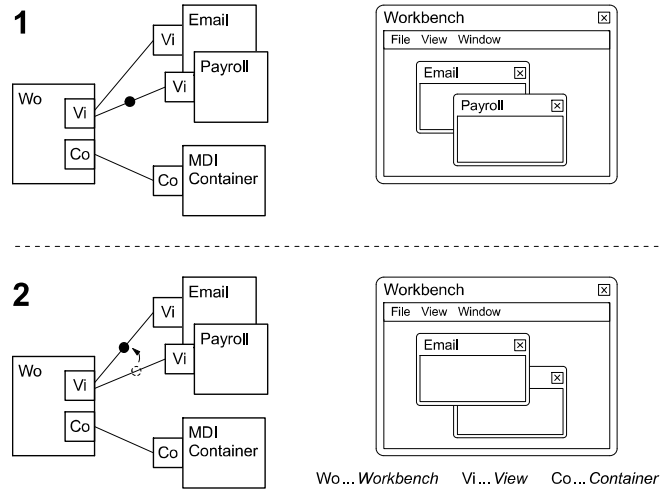 1
Email
Vi
Payroll
Vi
Wo
Vi
Co
MDI
Container
Co
Workbench
File View Window
Email
Payroll
2
Email
Vi
Payroll
Vi
Wo
Vi
Co
MDI
Container
Co
Workbench
File View Window
Email
Wo... Workbench Vi... View Co... Container